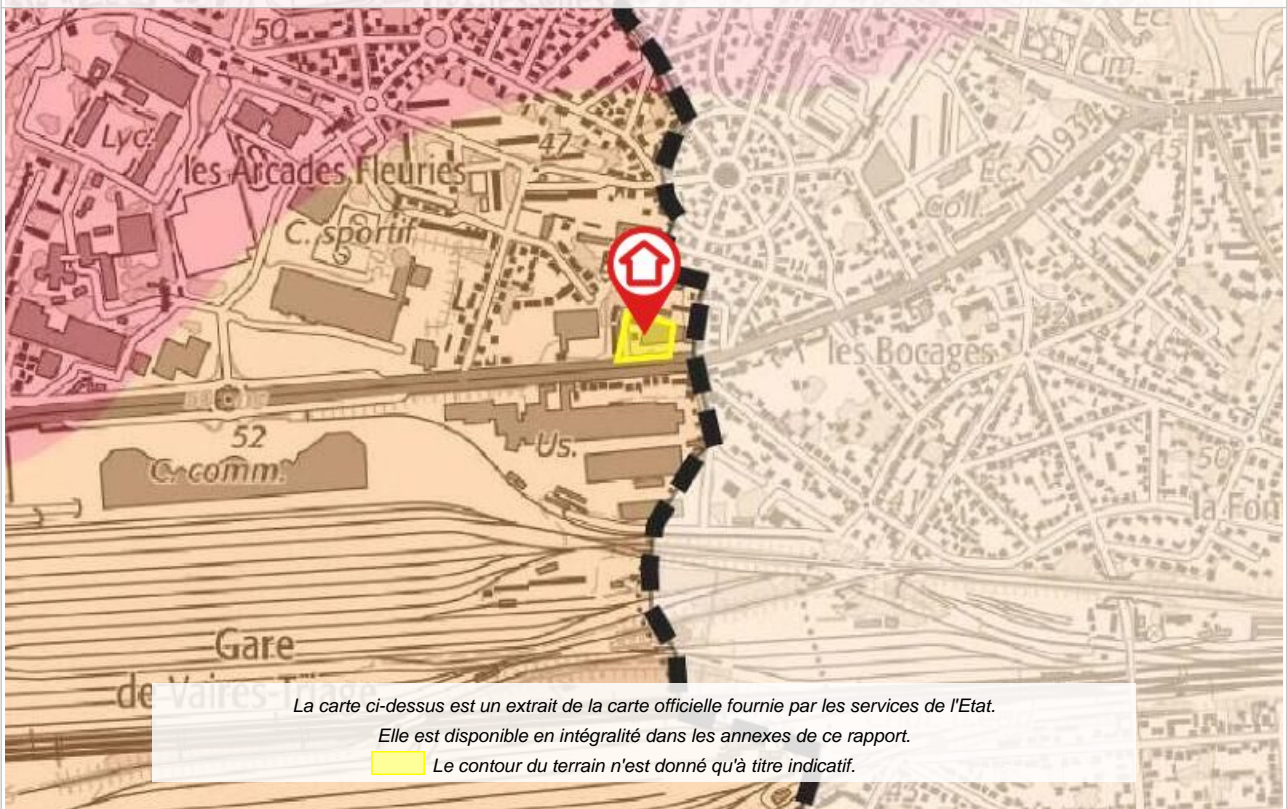 50
Ec.
Cim.
Lyc.
47
D1934
45
les Arcades Fleuries
Ec.
Coll.
C. sportif
les Bocages
52
Us.
C. comm.
50
41
la Fon
Gare
de Vaires-Triage
La carte ci-dessus est un extrait de la carte officielle fournie par les services de l'Etat.
Elle est disponible en intégralité dans les annexes de ce rapport.
Le contour du terrain n'est donné qu'à titre indicatif.
43